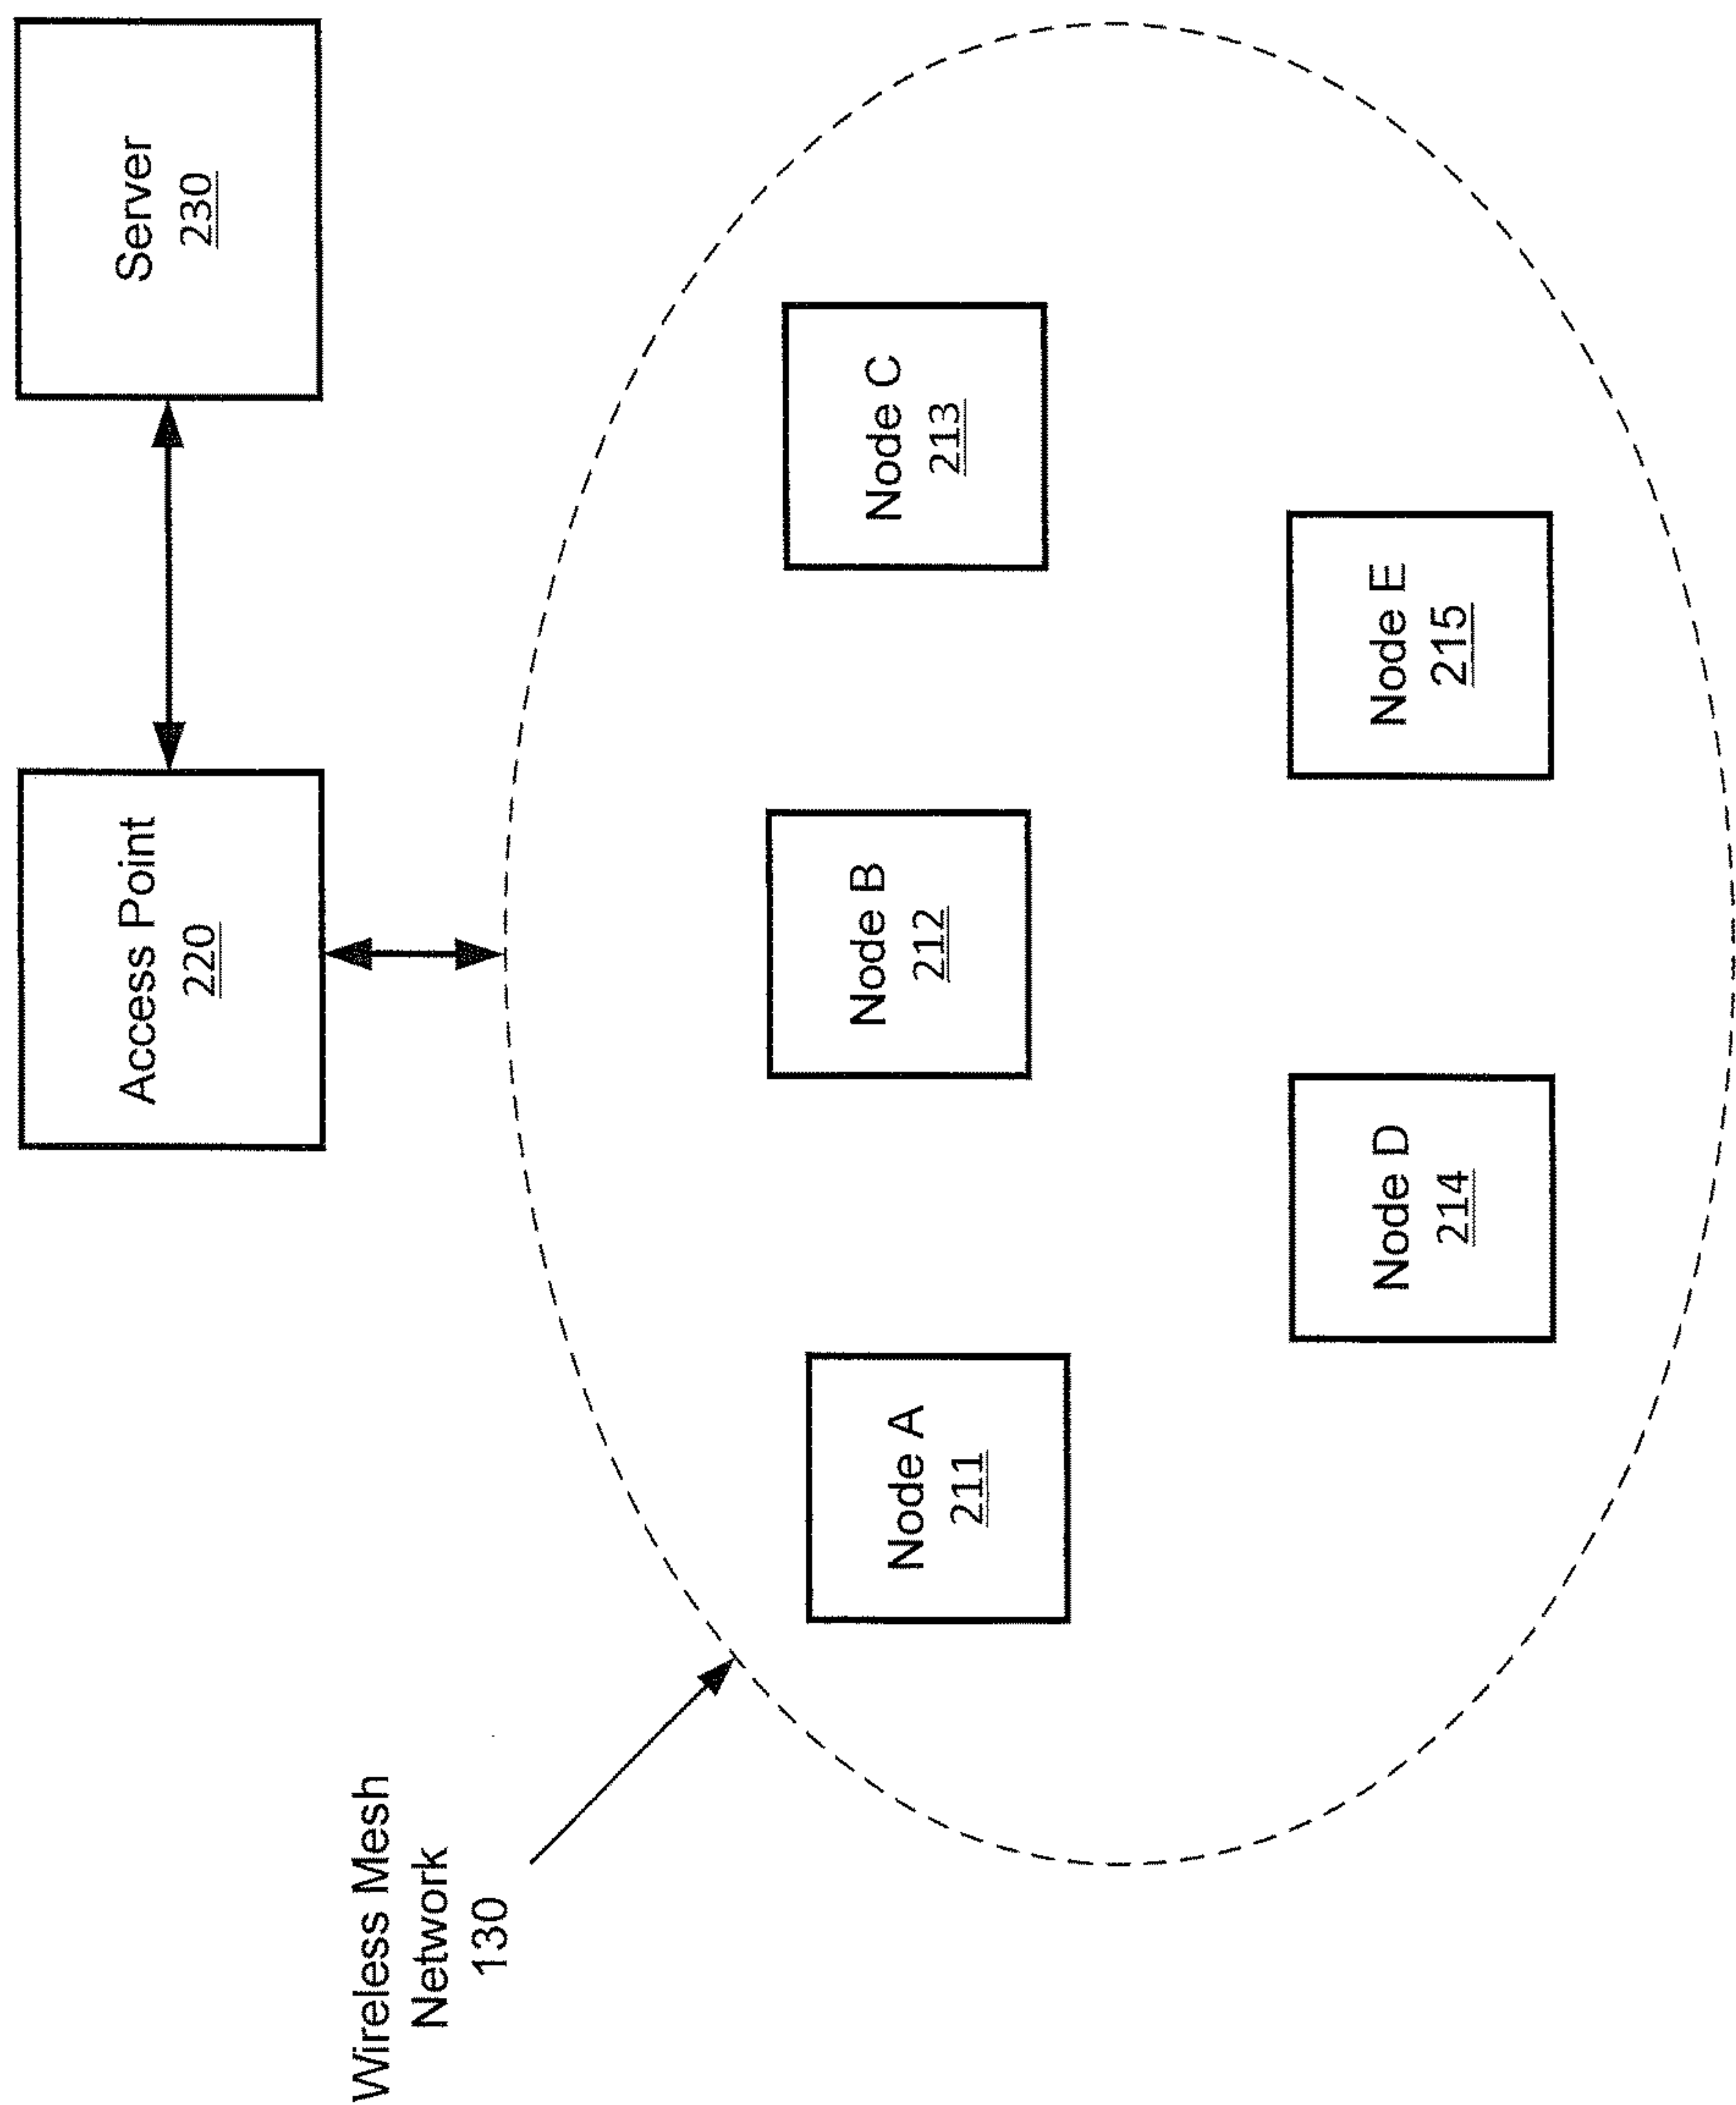 Access Point
220
Server
230
Wireless Mesh
Network
130
Node A
211
Node B
212
Node C
213
Node D
214
Node E
215